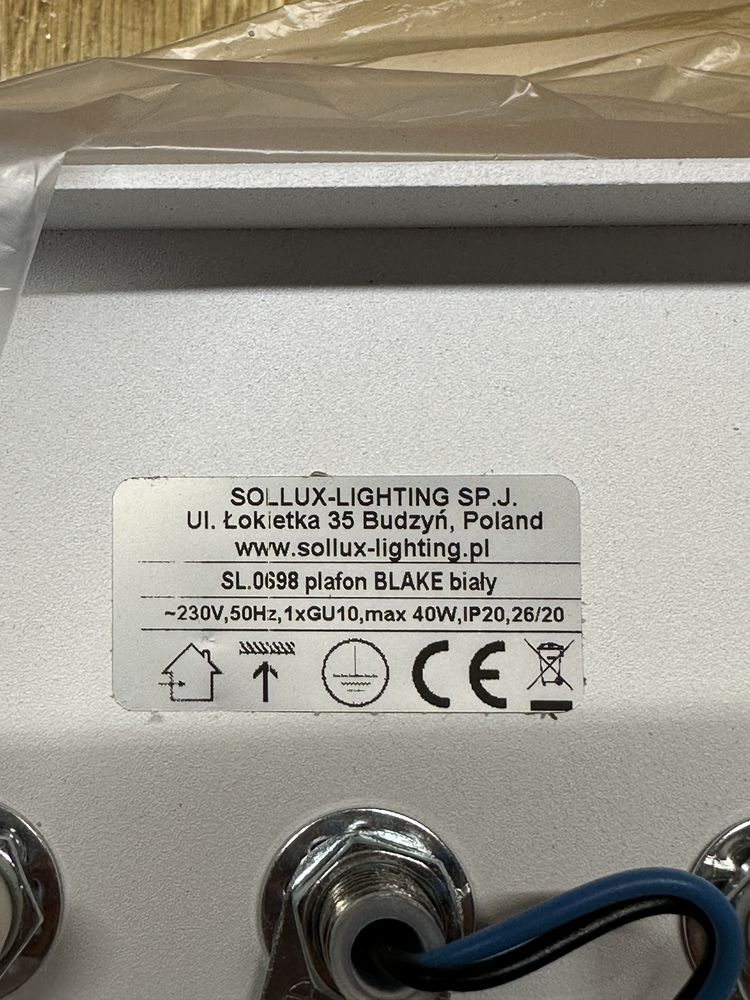 SOLLUX-LIGHTING SP.J.
Ul. Łokietka 35 Budzyń, Poland
www.sollux-lighting.pl
SL.0698 plafon BLAKE biały
~230V,50Hz,1xGU10,max 40W,IP20,26/20
CE